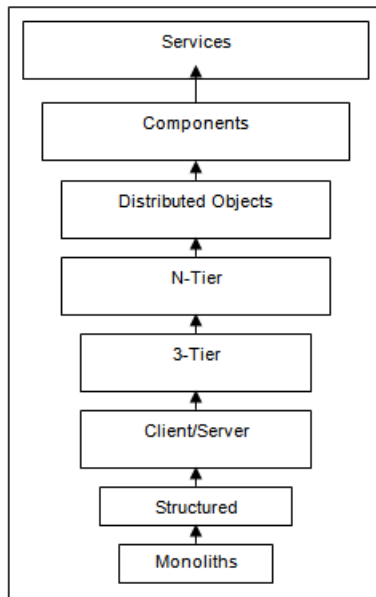 Services
Components
Distributed Objects
N-Tier
3-Tier
Client/Server
Structured
Monoliths